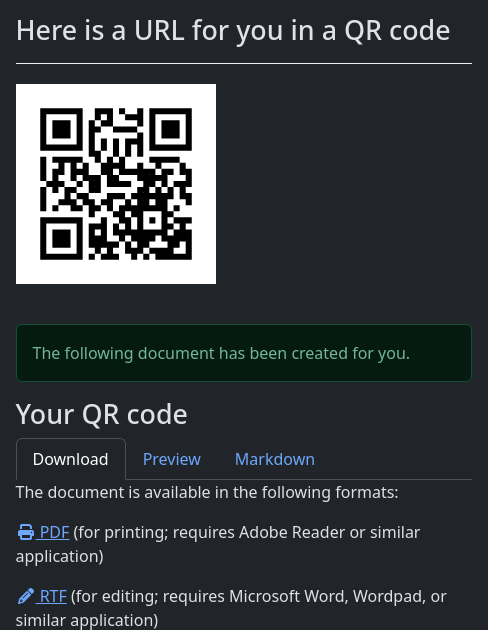 Here is a URL for you in a QR code
The following document has been created for you.
Your QR code
Download
Preview
Markdown
The document is available in the following formats:
PDF (for printing; requires Adobe Reader or similar
application)
RTF (for editing; requires Microsoft Word, Wordpad, or
similar application)